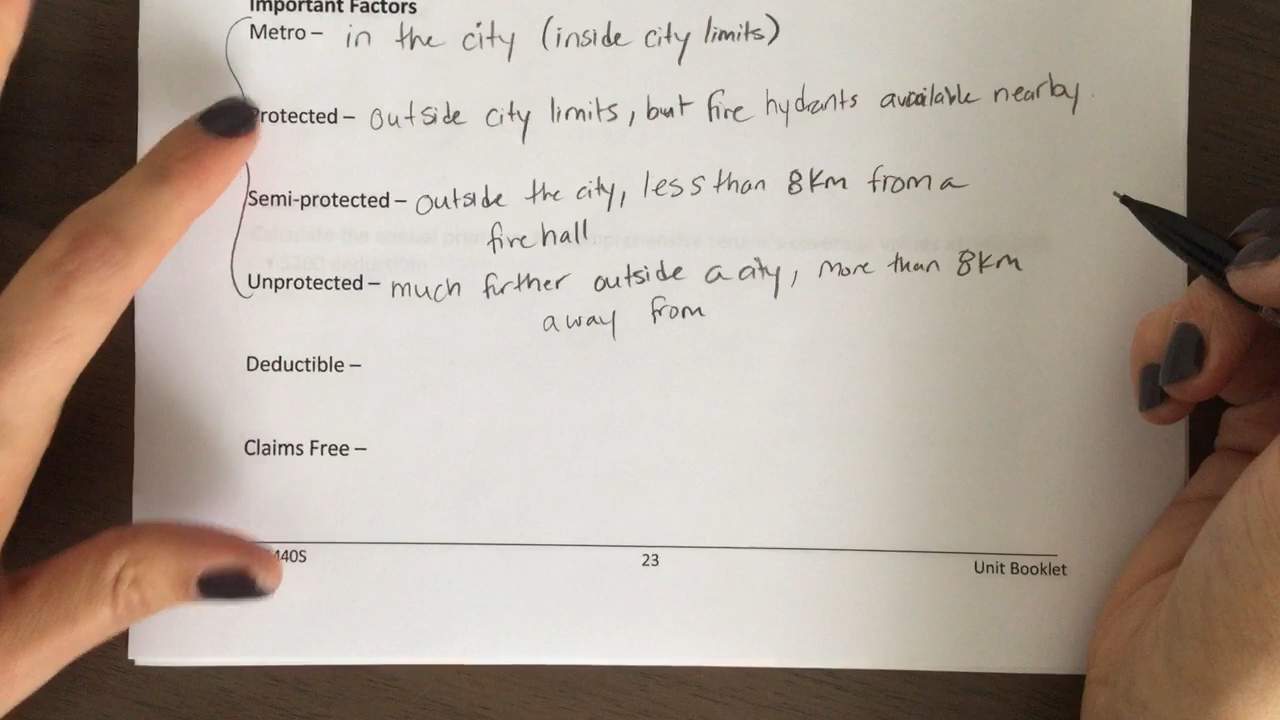 Important Factors
Metro – in the city (inside city limits)
Protected – outside city limits, but fire hydrants available nearby.
Semi-protected – outside the city, less than 8km from a
fire hall
Unprotected – much further outside a city, more than 8km
away from
Deductible –
Claims Free –
40S
23
Unit Booklet